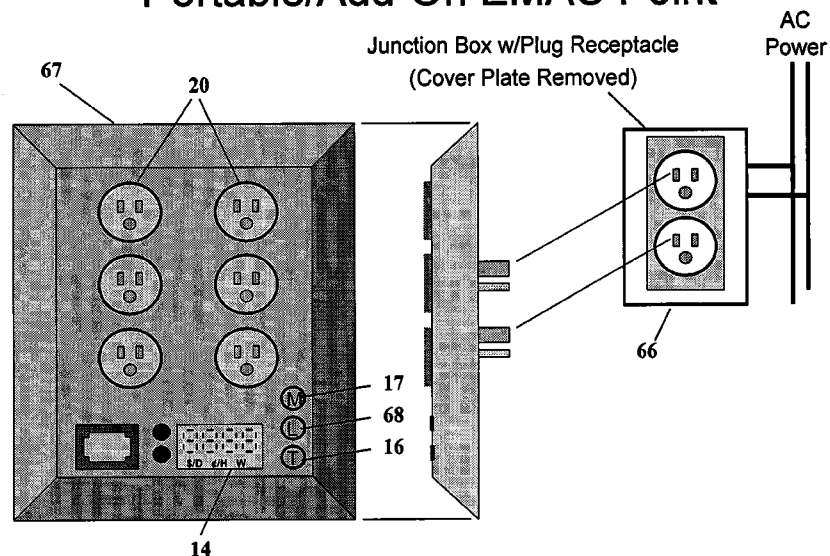 Portable/Add-On EMAC Point
AC
Power
Junction Box w/Plug Receptacle
(Cover Plate Removed)
67
20
66
17
M
68
L
16
T
$/D ¢/H W
14